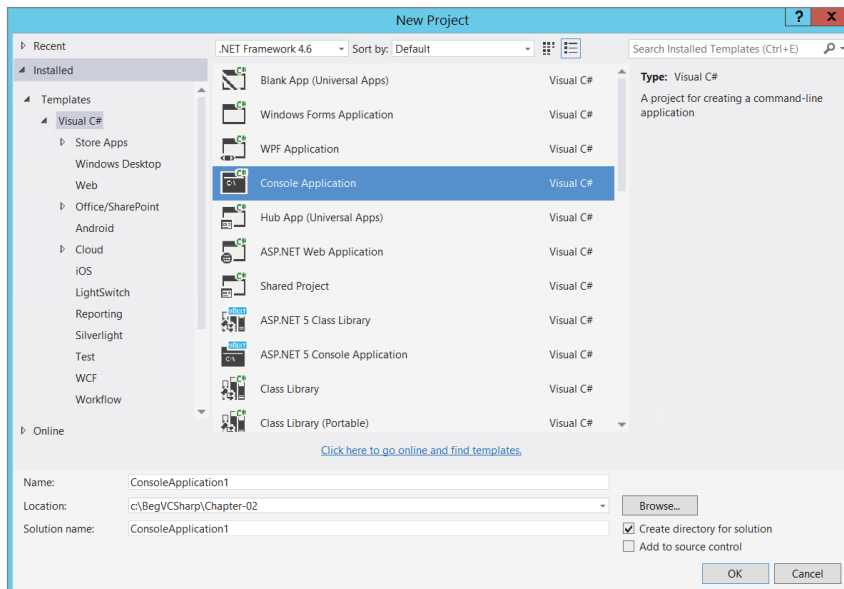 New Project
? x
Recent
.NET Framework 4.6 Sort by: Default Search Installed Templates (Ctrl+E)
Installed
Templates
Visual C#
Store Apps
Windows Desktop
Web
Office/SharePoint
Android
Cloud
iOS
LightSwitch
Reporting
Silverlight
Test
WCF
Workflow
Online
C# Blank App (Universal Apps) Visual C#
C# Windows Forms Application Visual C#
C# WPF Application Visual C#
C# C:\ Console Application Visual C#
C# Hub App (Universal Apps) Visual C#
C# ASP.NET Web Application Visual C#
C# Shared Project Visual C#
ASP.NET 5 Class Library Visual C#
C:\ ASP.NET 5 Console Application Visual C#
C# Class Library Visual C#
C# Class Library (Portable) Visual C#
Click here to go online and find templates.
Type: Visual C#
A project for creating a command-line
application
Name: ConsoleApplication1
Location: c:\BegVCSharp\Chapter-02 Browse...
Solution name: ConsoleApplication1 Create directory for solution
Add to source control
OK Cancel